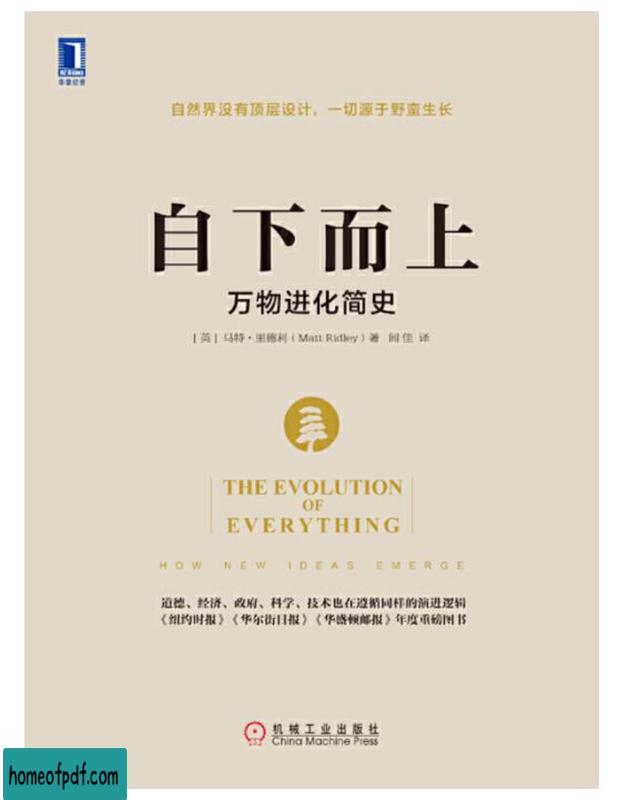 华章经管
自然界没有顶层设计，一切源于野蛮生长
自下而上
万物进化简史
［英］马特·里德利（Matt Ridley）著 闾佳 译
THE EVOLUTION
OF
EVERYTHING
HOW NEW IDEAS EMERGE
道德、经济、政府、科学、技术也在遵循同样的演进逻辑
《纽约时报》《华尔街日报》《华盛顿邮报》年度重磅图书
机械工业出版社
China Machine Press
homeofpdf.com